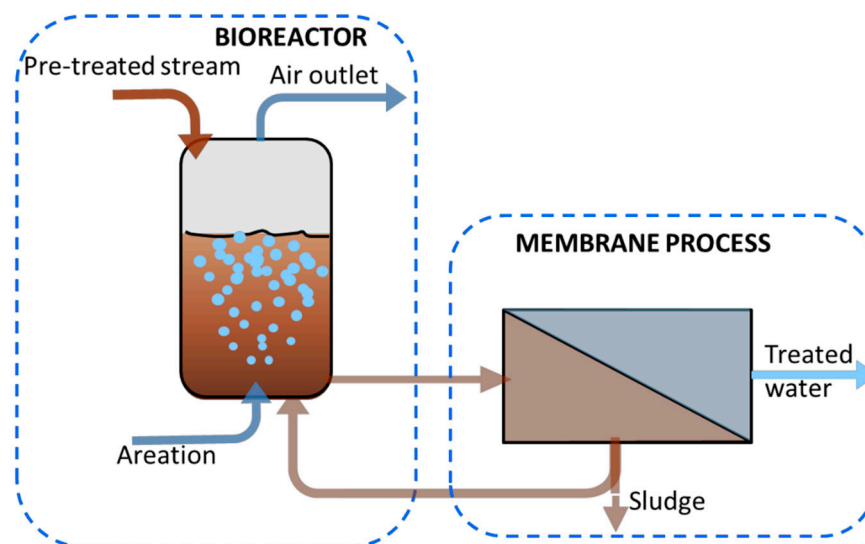 BIOREACTOR
Pre-treated stream
Air outlet
MEMBRANE PROCESS
Treated
water
Areation
Sludge